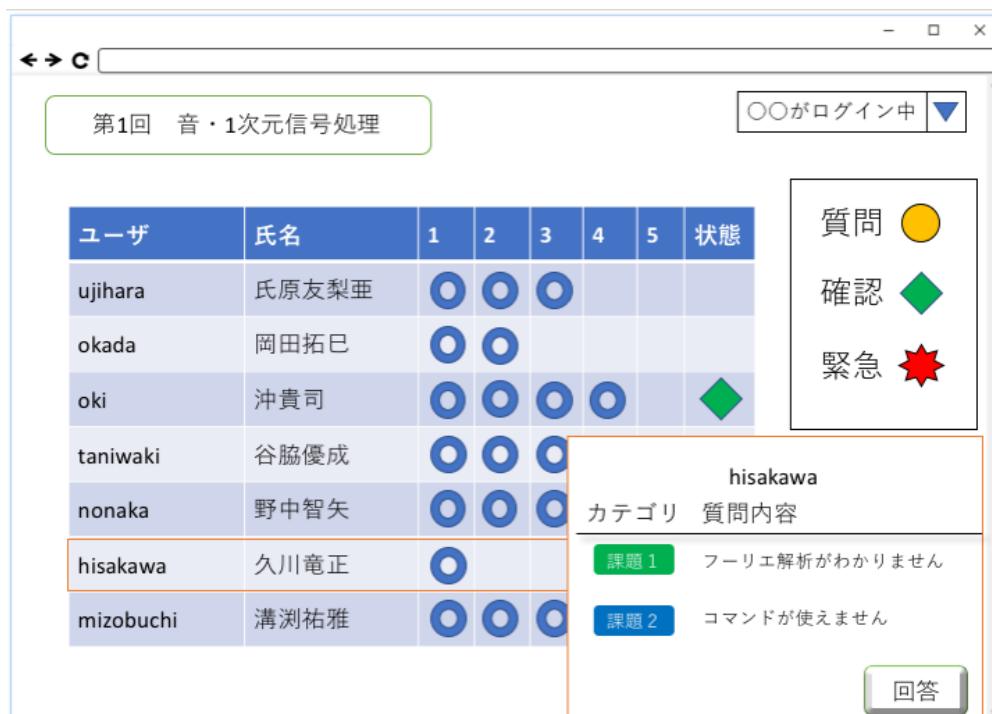 第1回　音・1次元信号処理
〇〇がログイン中
ユーザ 氏名 1 2 3 4 5 状態
ujihara 氏原友梨亜
okada 岡田拓巳
oki 沖貴司
taniwaki 谷脇優成
nonaka 野中智矢
hisakawa 久川竜正
mizobuchi 溝渕祐雅
質問
確認
緊急
hisakawa
カテゴリ 質問内容
課題1 フーリエ解析がわかりません
課題2 コマンドが使えません
回答